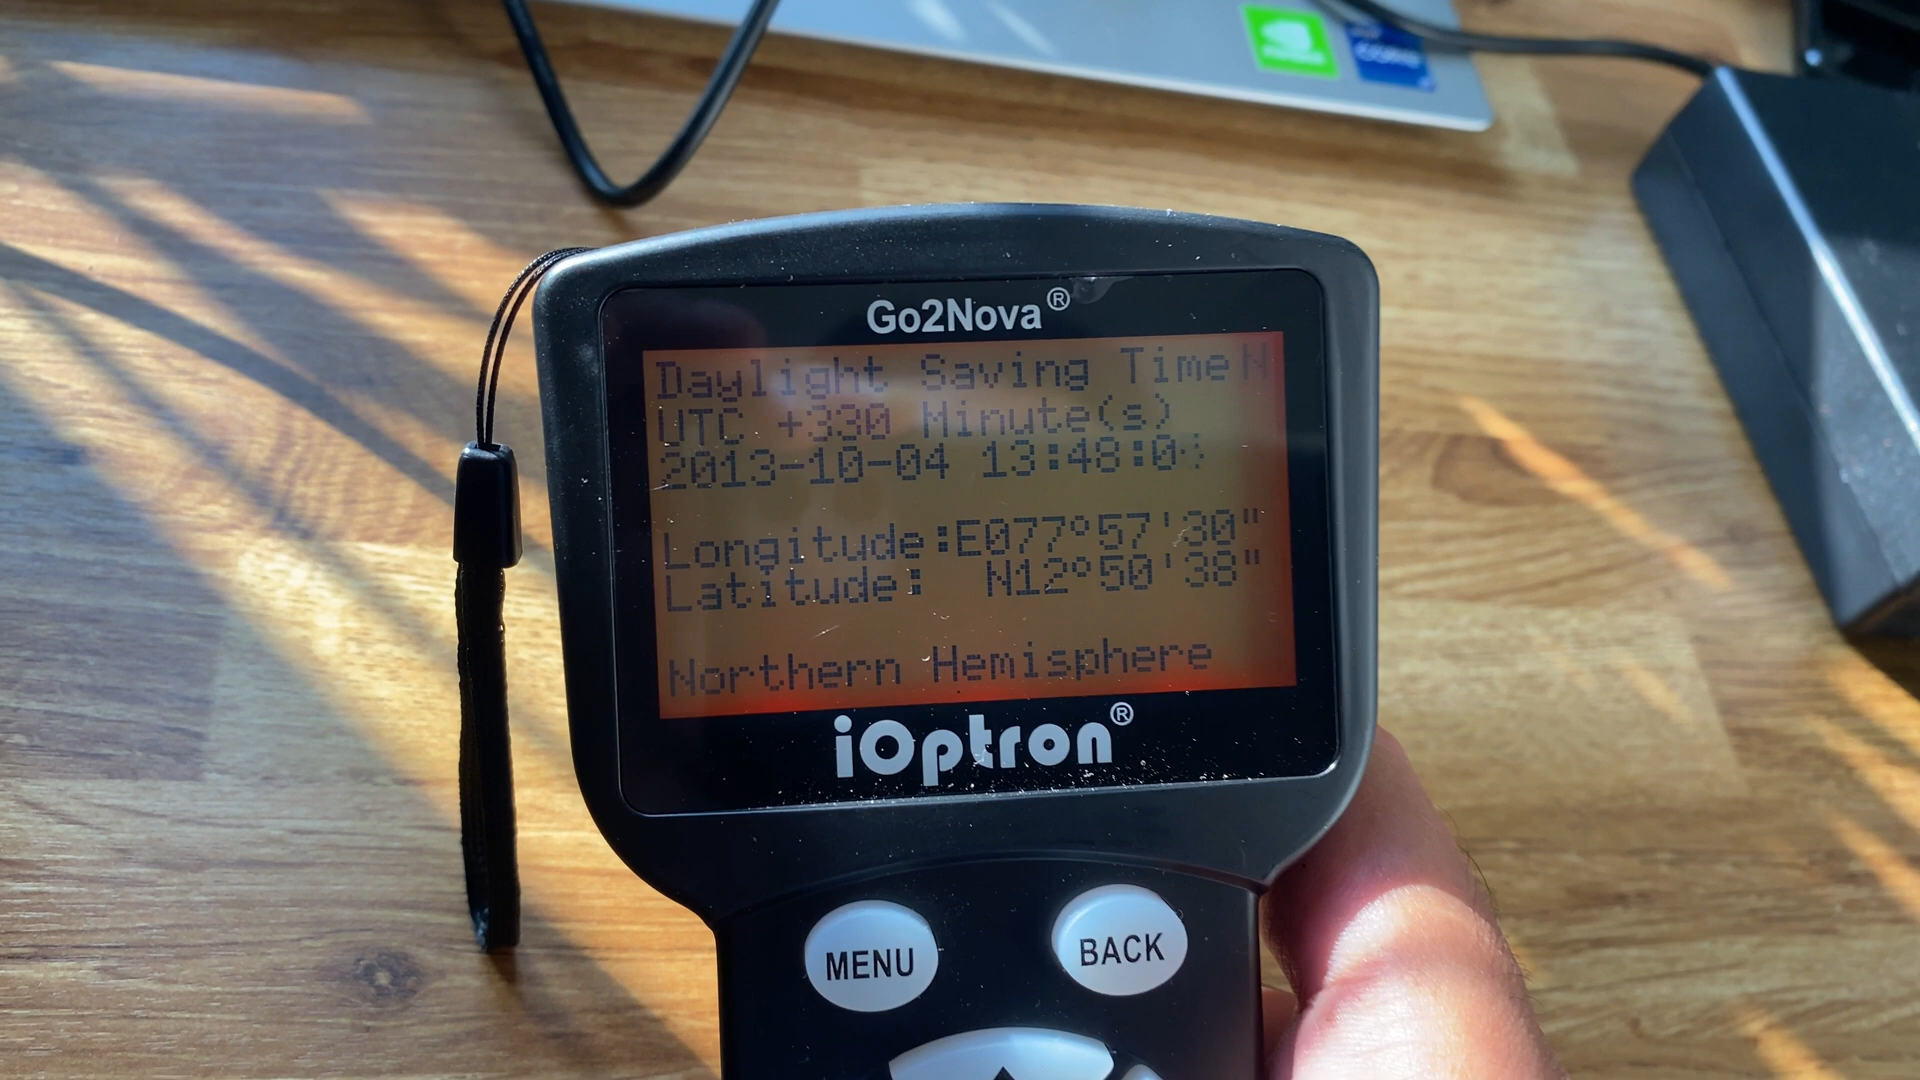 Go2Nova®
Daylight Saving Time N
UTC +330 Minute(s)
2013-10-04 13:48:0
Longitude:E077°57'30"
Latitude: N12°50'38"
Northern Hemisphere
iOptron®
MENU
BACK